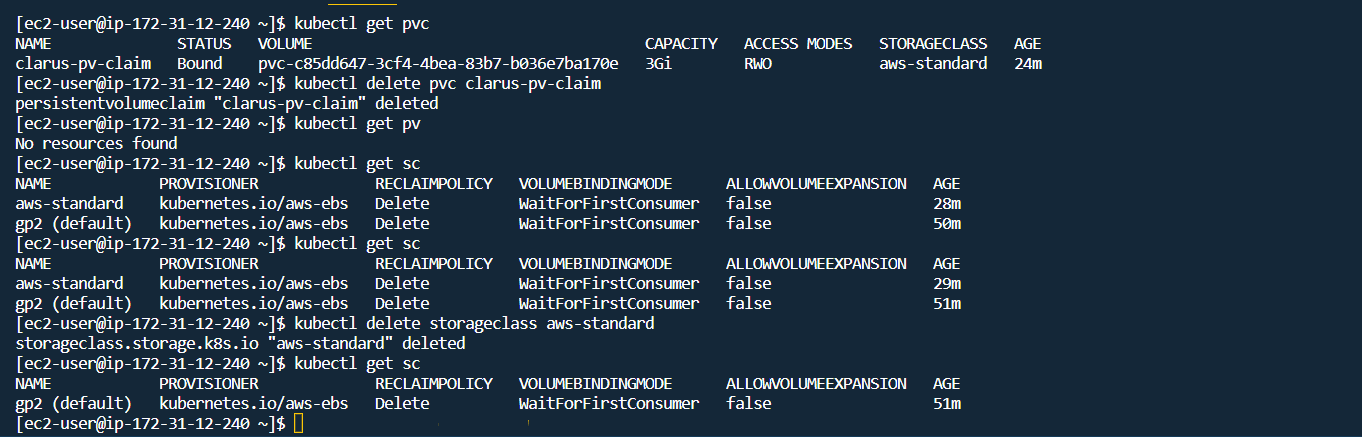 [ec2-user@ip-172-31-12-240 ~]$ kubectl get pvc
NAME              STATUS   VOLUME                                     CAPACITY   ACCESS MODES   STORAGECLASS   AGE
clarus-pv-claim   Bound    pvc-c85dd647-3cf4-4bea-83b7-b036e7ba170e   3Gi        RWO            aws-standard   24m
[ec2-user@ip-172-31-12-240 ~]$ kubectl delete pvc clarus-pv-claim
persistentvolumeclaim "clarus-pv-claim" deleted
[ec2-user@ip-172-31-12-240 ~]$ kubectl get pv
No resources found
[ec2-user@ip-172-31-12-240 ~]$ kubectl get sc
NAME            PROVISIONER             RECLAIMPOLICY   VOLUMEBINDINGMODE      ALLOWVOLUMEEXPANSION   AGE
aws-standard    kubernetes.io/aws-ebs   Delete          WaitForFirstConsumer   false                  28m
gp2 (default)   kubernetes.io/aws-ebs   Delete          WaitForFirstConsumer   false                  50m
[ec2-user@ip-172-31-12-240 ~]$ kubectl get sc
NAME            PROVISIONER             RECLAIMPOLICY   VOLUMEBINDINGMODE      ALLOWVOLUMEEXPANSION   AGE
aws-standard    kubernetes.io/aws-ebs   Delete          WaitForFirstConsumer   false                  29m
gp2 (default)   kubernetes.io/aws-ebs   Delete          WaitForFirstConsumer   false                  51m
[ec2-user@ip-172-31-12-240 ~]$ kubectl delete storageclass aws-standard
storageclass.storage.k8s.io "aws-standard" deleted
[ec2-user@ip-172-31-12-240 ~]$ kubectl get sc
NAME            PROVISIONER             RECLAIMPOLICY   VOLUMEBINDINGMODE      ALLOWVOLUMEEXPANSION   AGE
gp2 (default)   kubernetes.io/aws-ebs   Delete          WaitForFirstConsumer   false                  51m
[ec2-user@ip-172-31-12-240 ~]$